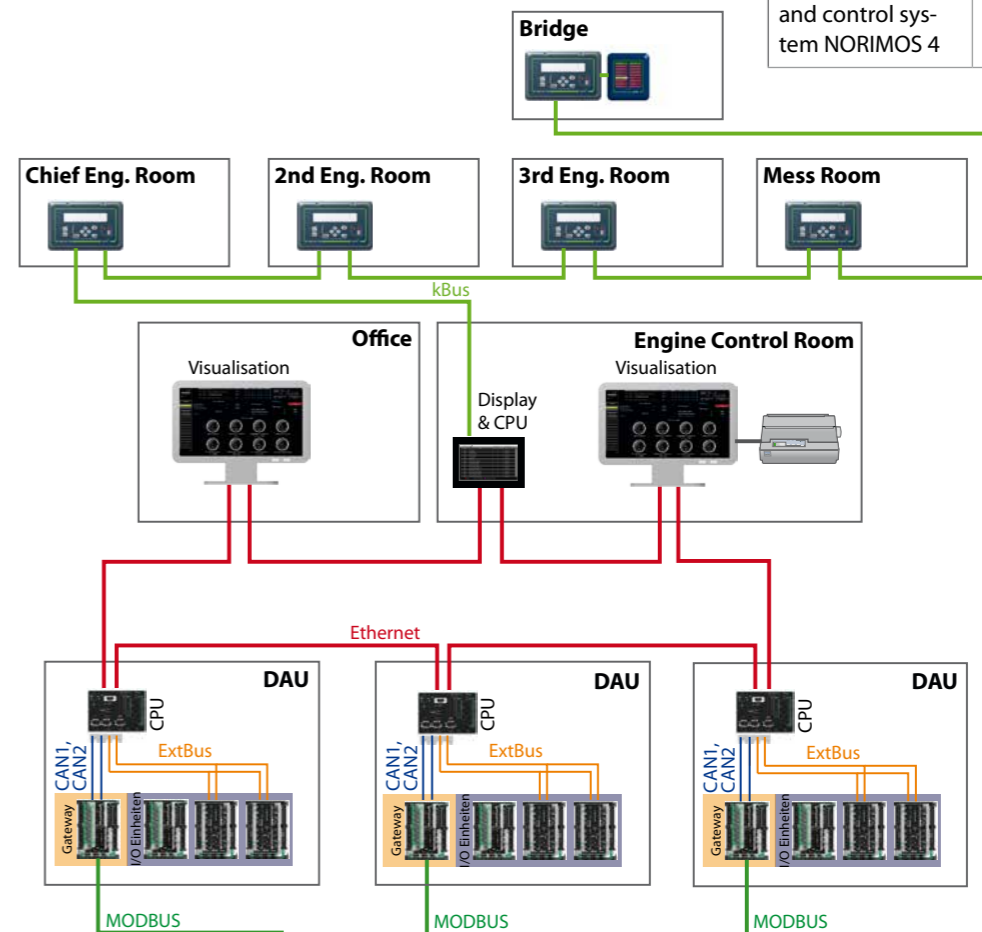 and control sys-
tem NORIMOS 4
Bridge
Chief Eng. Room
2nd Eng. Room
3rd Eng. Room
Mess Room
kBus
Office
Visualisation
Engine Control Room
Visualisation
Display
& CPU
Ethernet
DAU
CPU
CAN1,
CAN2
ExtBus
Gateway
I/O Einheiten
MODBUS
DAU
CPU
CAN1,
CAN2
ExtBus
Gateway
I/O Einheiten
MODBUS
DAU
CPU
CAN1,
CAN2
ExtBus
Gateway
I/O Einheiten
MODBUS